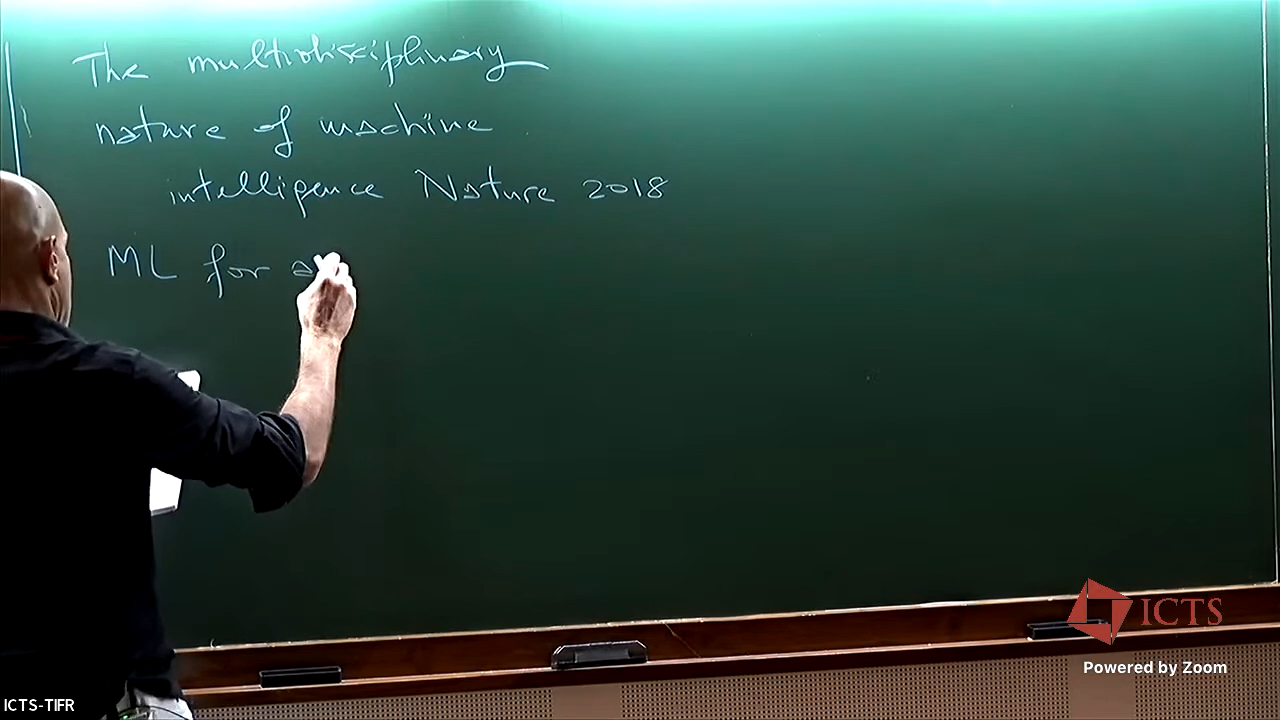 The multidisciplinary
nature of machine
intelligence Nature 2018
ML for a
ICTS
Powered by Zoom
ICTS-TIFR